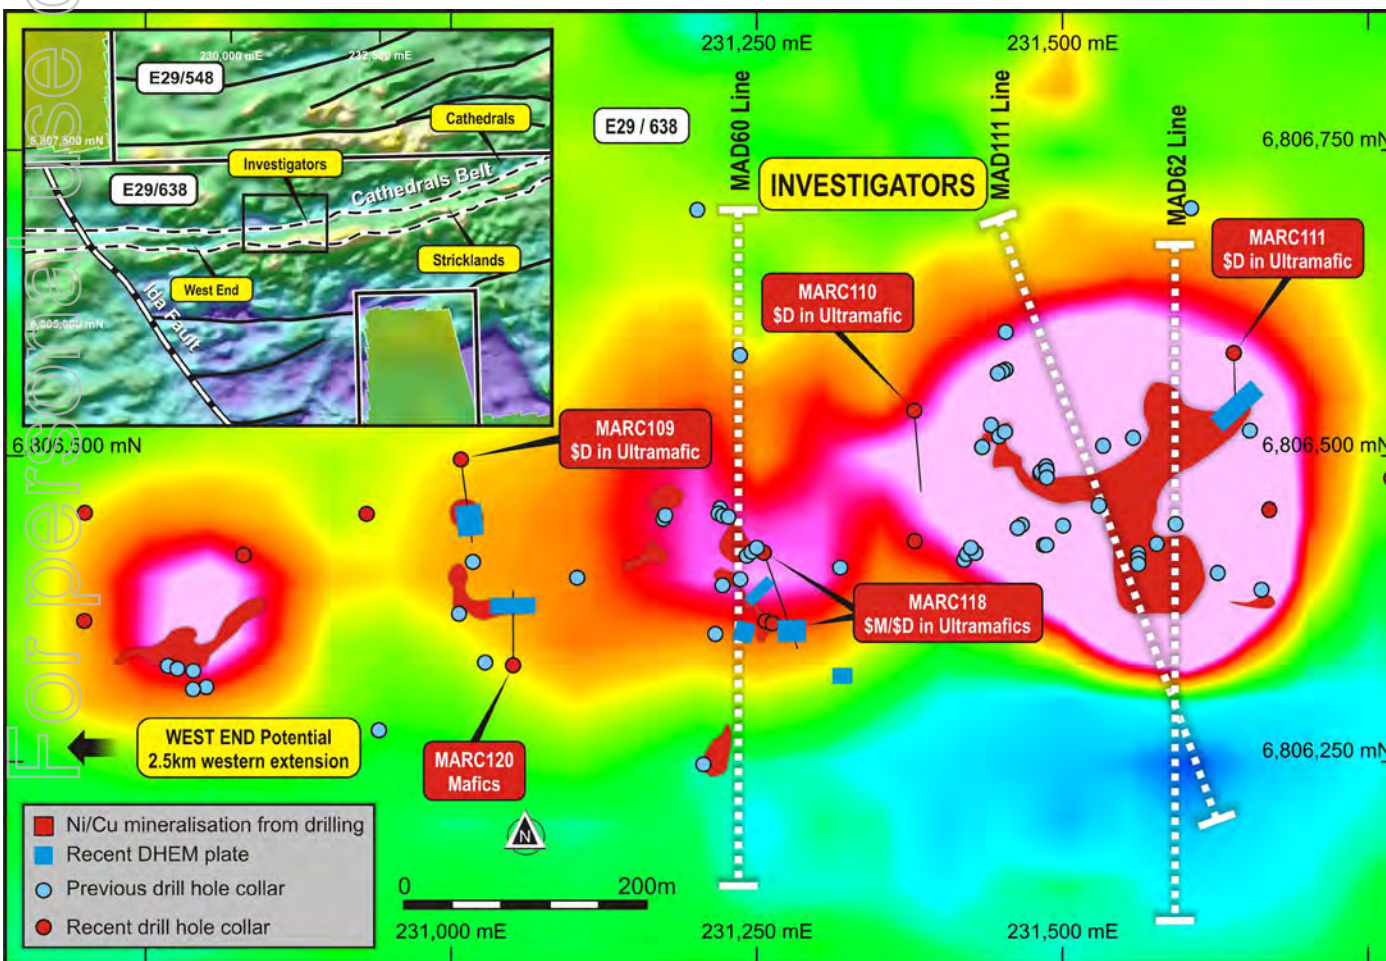 For personal use
230,000 mE
232,500 mE
E29/548
Cathedrals
6,807,500 mN
Investigators
E29/638
Cathedrals Belt
Strickland​s
West End
Ida Fault
6,805,000 mN
231,250 mE
231,500 mE
E29 / 638
MAD60 Line
INVESTIGATORS
MAD111 Line
MAD62 Line
6,806,750 mN
MARC111
$D in Ultramafic
MARC110
$D in Ultramafic
MARC109
$D in Ultramafic
6,806,500 mN
6,806,500 mN
MARC118
$M/$D in Ultramafics
WEST END Potential
2.5km western extension
MARC120
Mafics
6,806,250 mN
Ni/Cu mineralisation from drilling
Recent DHEM plate
Previous drill hole collar
Recent drill hole collar
N
0
200m
231,000 mE
231,250 mE
231,500 mE